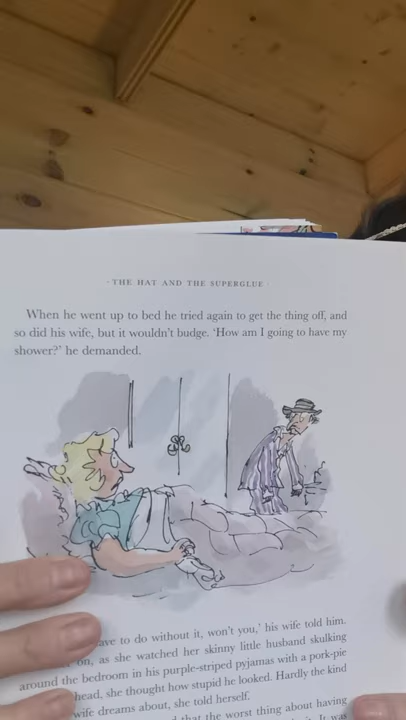 · THE HAT AND THE SUPERGLUE ·
When he went up to bed he tried again to get the thing off, and
so did his wife, but it wouldn't budge. 'How am I going to have my
shower?' he demanded.
ave to do without it, won't you,' his wife told him.
on, as she watched her skinny little husband skulking
around the bedroom in his purple-striped pyjamas with a pork-pie
head, she thought how stupid he looked. Hardly the kind
wife dreams about, she told herself.
that the worst thing about having
It was